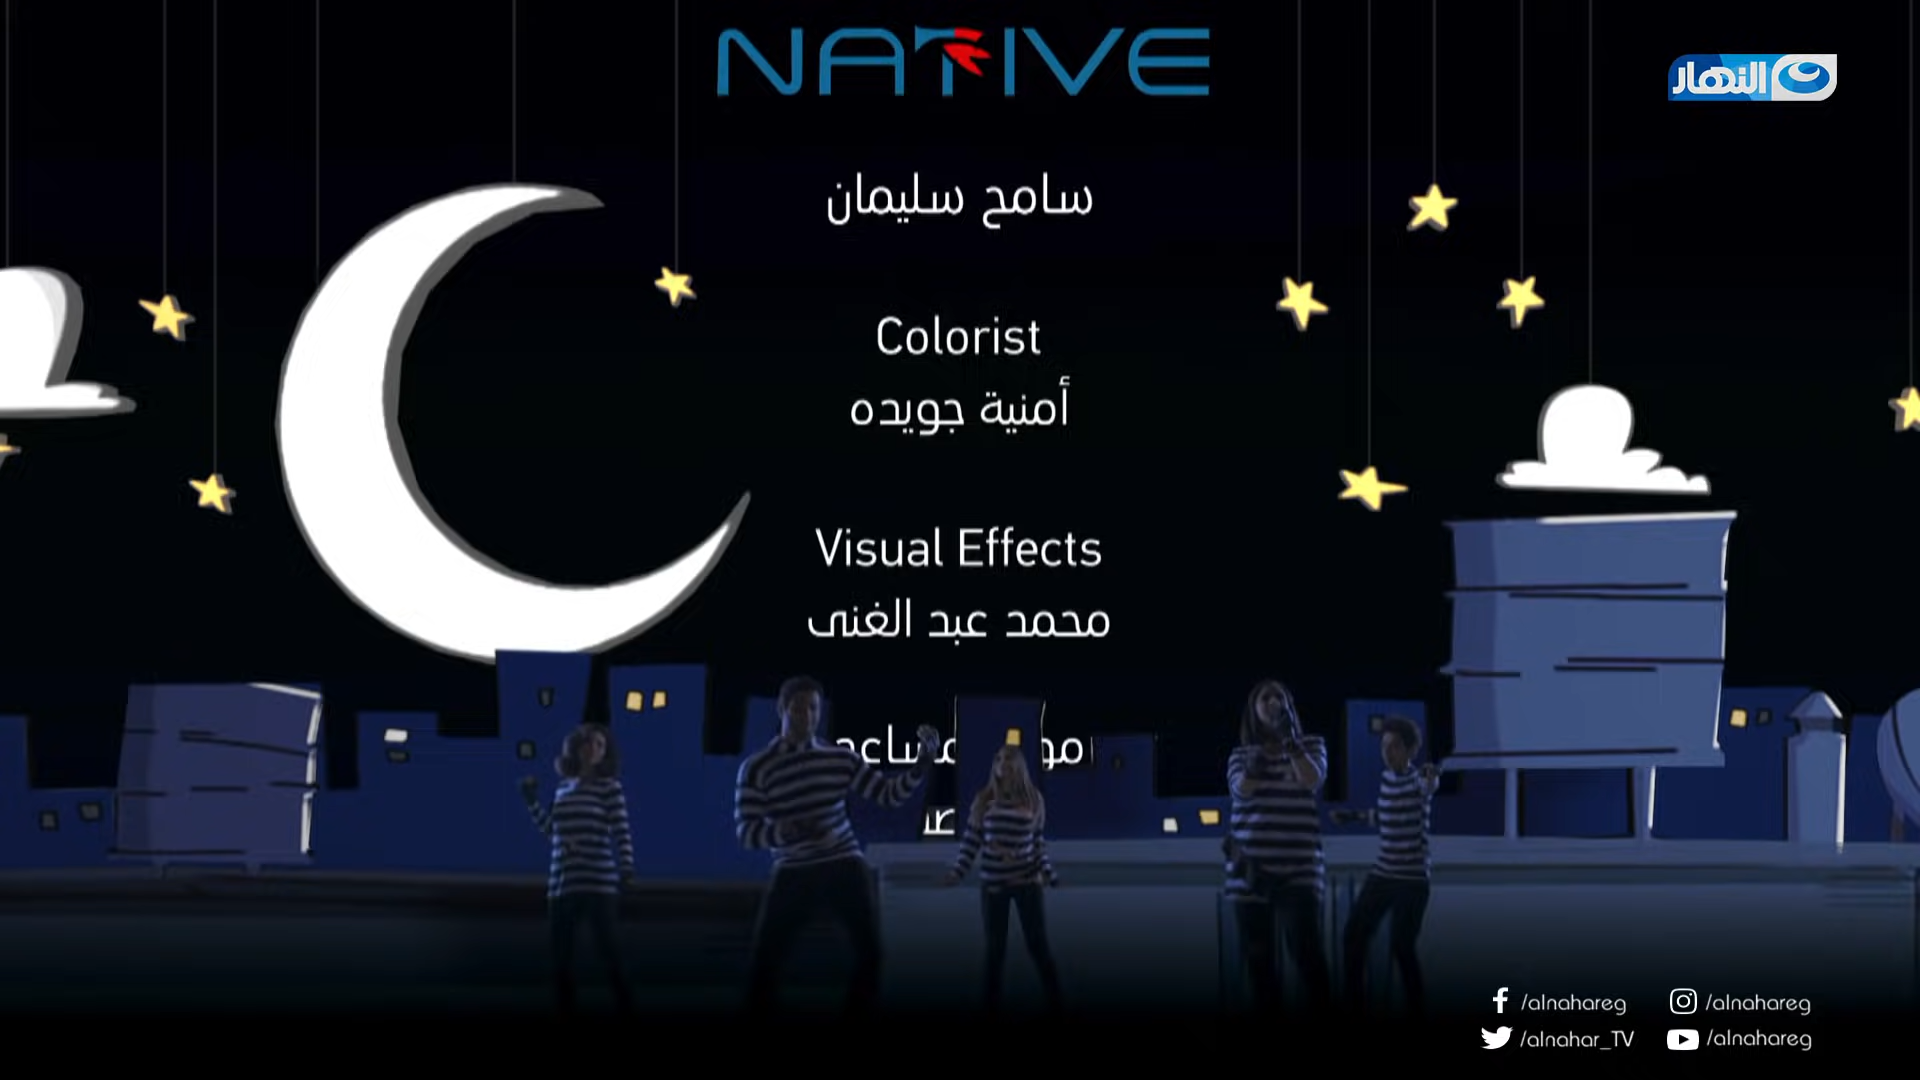 NATIVE
النهار
سامح سليمان
Colorist
أمنية جويده
Visual Effects
محمد عبد الغنى
/alnahareg
/alnahareg
/alnahar_TV
/alnahareg